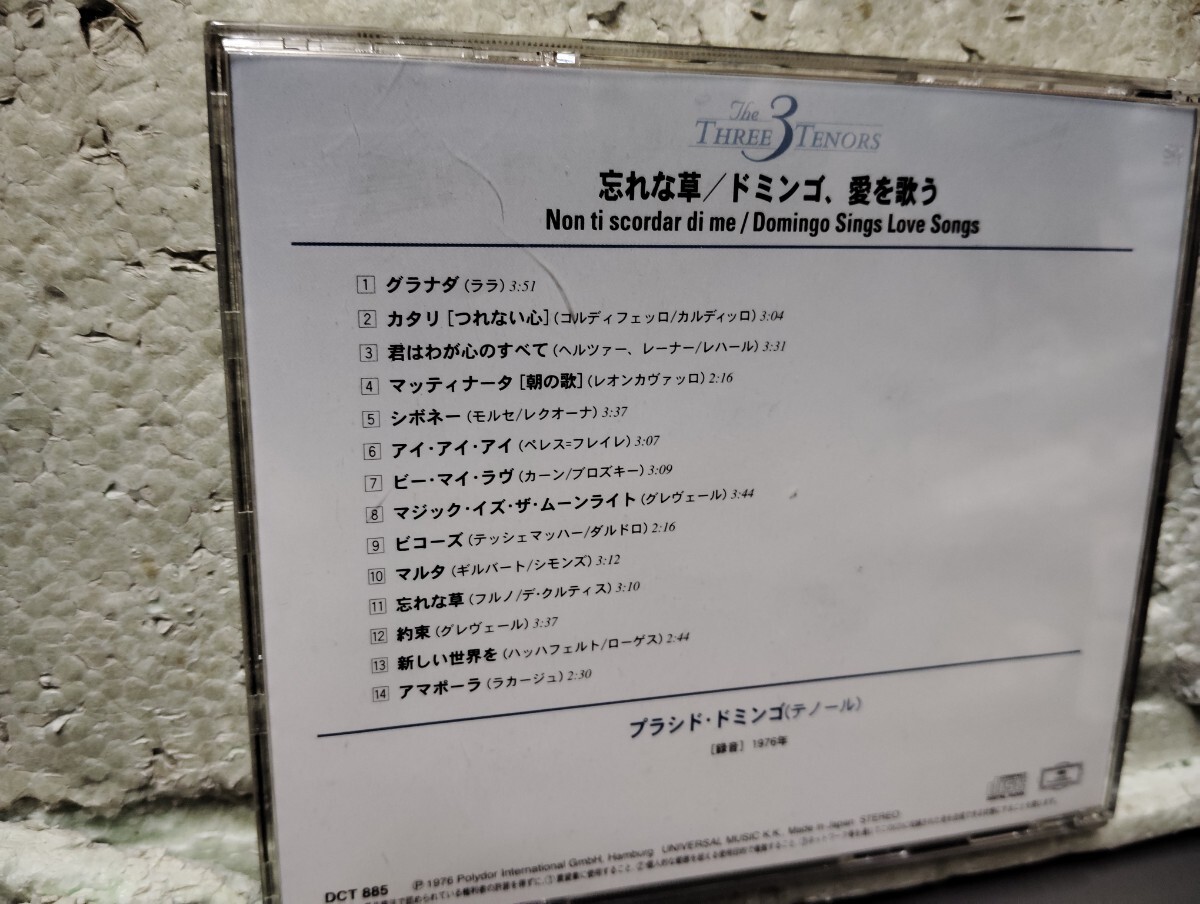 The
THREE 3 TENORS
忘れな草／ドミンゴ、愛を歌う
Non ti scordar di me / Domingo Sings Love Songs
1 グラナダ (ララ) 3:51
2 カタリ [つれない心] (コルディフェッロ/カルディッロ) 3:04
3 君はわが心のすべて (ヘルツァー、レーナー/レハール) 3:31
4 マッティナータ [朝の歌] (レオンカヴァッロ) 2:16
5 シボネー (モルセ/レクオーナ) 3:37
6 アイ・アイ・アイ (ペレス=フレイレ) 3:07
7 ビー・マイ・ラヴ (カーン/ブロズキー) 3:09
8 マジック・イズ・ザ・ムーンライト (グレヴェール) 3:44
9 ビコーズ (テッシェマッハー/ダルドロ) 2:16
10 マルタ (ギルバート/シモンズ) 3:12
11 忘れな草 (フルノ/デ・クルティス) 3:10
12 約束 (グレヴェール) 3:37
13 新しい世界を (ハッハフェルト/ローゲス) 2:44
14 アマポーラ (ラカージュ) 2:30
プラシド・ドミンゴ(テノール)
[録音] 1976年
DCT 885 ℗ 1976 Polydor International GmbH, Hamburg UNIVERSAL MUSIC K.K. Made in Japan STEREO